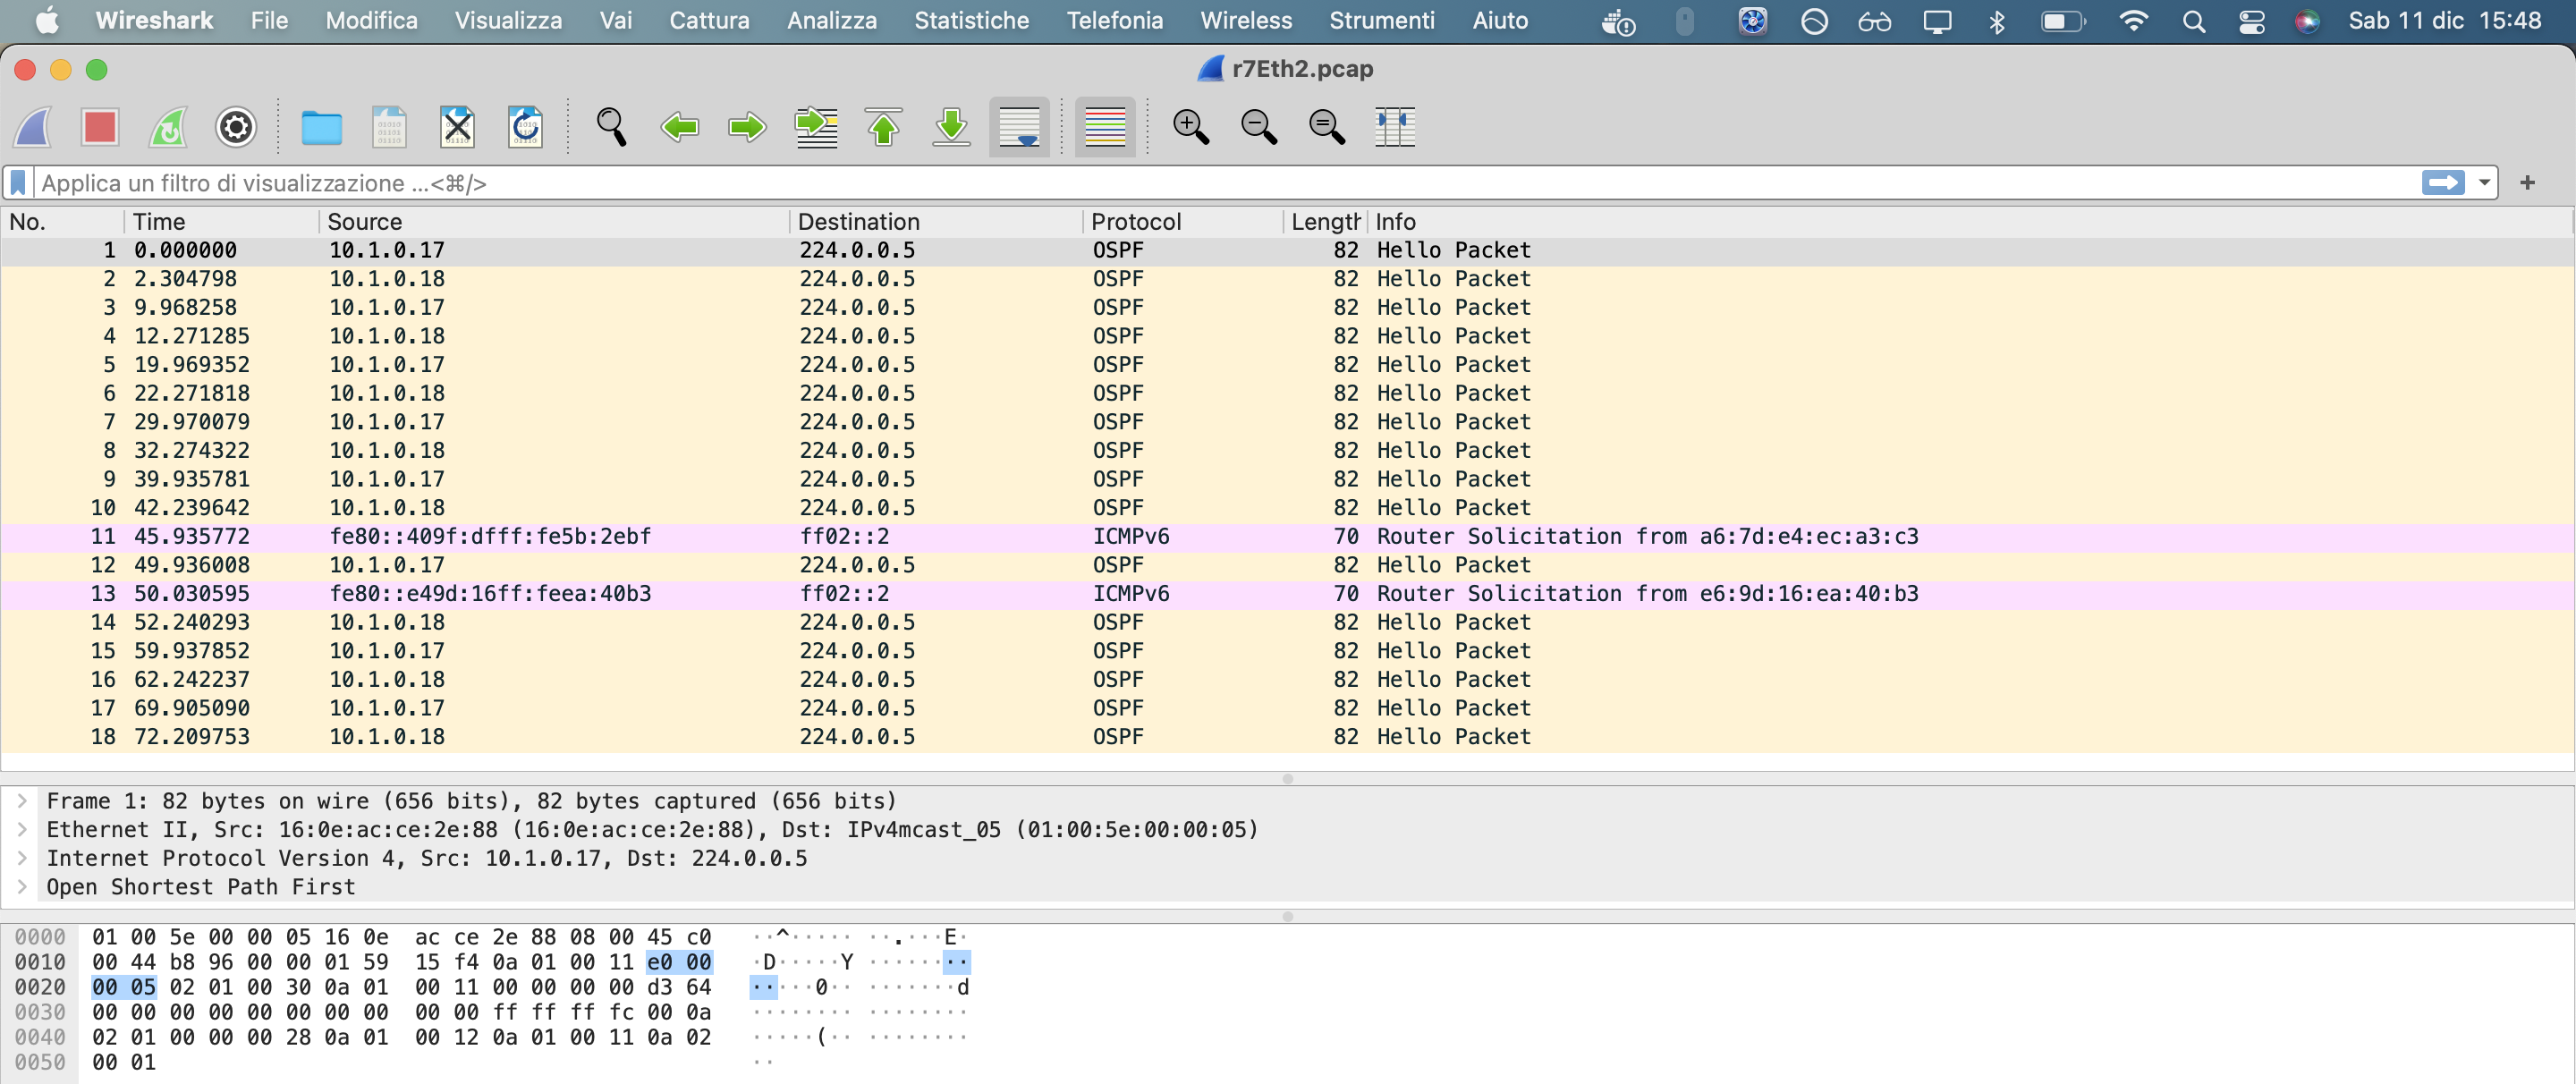 Wireshark File Modifica Visualizza Vai Cattura Analizza Statistiche Telefonia Wireless Strumenti Aiuto Sab 11 dic 15:48
r7Eth2.pcap
Applica un filtro di visualizzazione ...<⌘/>
No. Time Source Destination Protocol Length Info
1 0.000000 10.1.0.17 224.0.0.5 OSPF 82 Hello Packet
2 2.304798 10.1.0.18 224.0.0.5 OSPF 82 Hello Packet
3 9.968258 10.1.0.17 224.0.0.5 OSPF 82 Hello Packet
4 12.271285 10.1.0.18 224.0.0.5 OSPF 82 Hello Packet
5 19.969352 10.1.0.17 224.0.0.5 OSPF 82 Hello Packet
6 22.271818 10.1.0.18 224.0.0.5 OSPF 82 Hello Packet
7 29.970079 10.1.0.17 224.0.0.5 OSPF 82 Hello Packet
8 32.274322 10.1.0.18 224.0.0.5 OSPF 82 Hello Packet
9 39.935781 10.1.0.17 224.0.0.5 OSPF 82 Hello Packet
10 42.239642 10.1.0.18 224.0.0.5 OSPF 82 Hello Packet
11 45.935772 fe80::409f:dfff:fe5b:2ebf ff02::2 ICMPv6 70 Router Solicitation from a6:7d:e4:ec:a3:c3
12 49.936008 10.1.0.17 224.0.0.5 OSPF 82 Hello Packet
13 50.030595 fe80::e49d:16ff:feea:40b3 ff02::2 ICMPv6 70 Router Solicitation from e6:9d:16:ea:40:b3
14 52.240293 10.1.0.18 224.0.0.5 OSPF 82 Hello Packet
15 59.937852 10.1.0.17 224.0.0.5 OSPF 82 Hello Packet
16 62.242237 10.1.0.18 224.0.0.5 OSPF 82 Hello Packet
17 69.905090 10.1.0.17 224.0.0.5 OSPF 82 Hello Packet
18 72.209753 10.1.0.18 224.0.0.5 OSPF 82 Hello Packet
Frame 1: 82 bytes on wire (656 bits), 82 bytes captured (656 bits)
Ethernet II, Src: 16:0e:ac:ce:2e:88 (16:0e:ac:ce:2e:88), Dst: IPv4mcast_05 (01:00:5e:00:00:05)
Internet Protocol Version 4, Src: 10.1.0.17, Dst: 224.0.0.5
Open Shortest Path First
0000 01 00 5e 00 00 05 16 0e ac ce 2e 88 08 00 45 c0 ··^····· ··.···E·
0010 00 44 b8 96 00 00 01 59 15 f4 0a 01 00 11 e0 00 ·D·····Y ········
0020 00 05 02 01 00 30 0a 01 00 11 00 00 00 00 d3 64 ·····0·· ·······d
0030 00 00 00 00 00 00 00 00 00 00 ff ff ff fc 00 0a ········ ········
0040 02 01 00 00 00 28 0a 01 00 12 0a 01 00 11 0a 02 ·····(·· ········
0050 00 01 ··